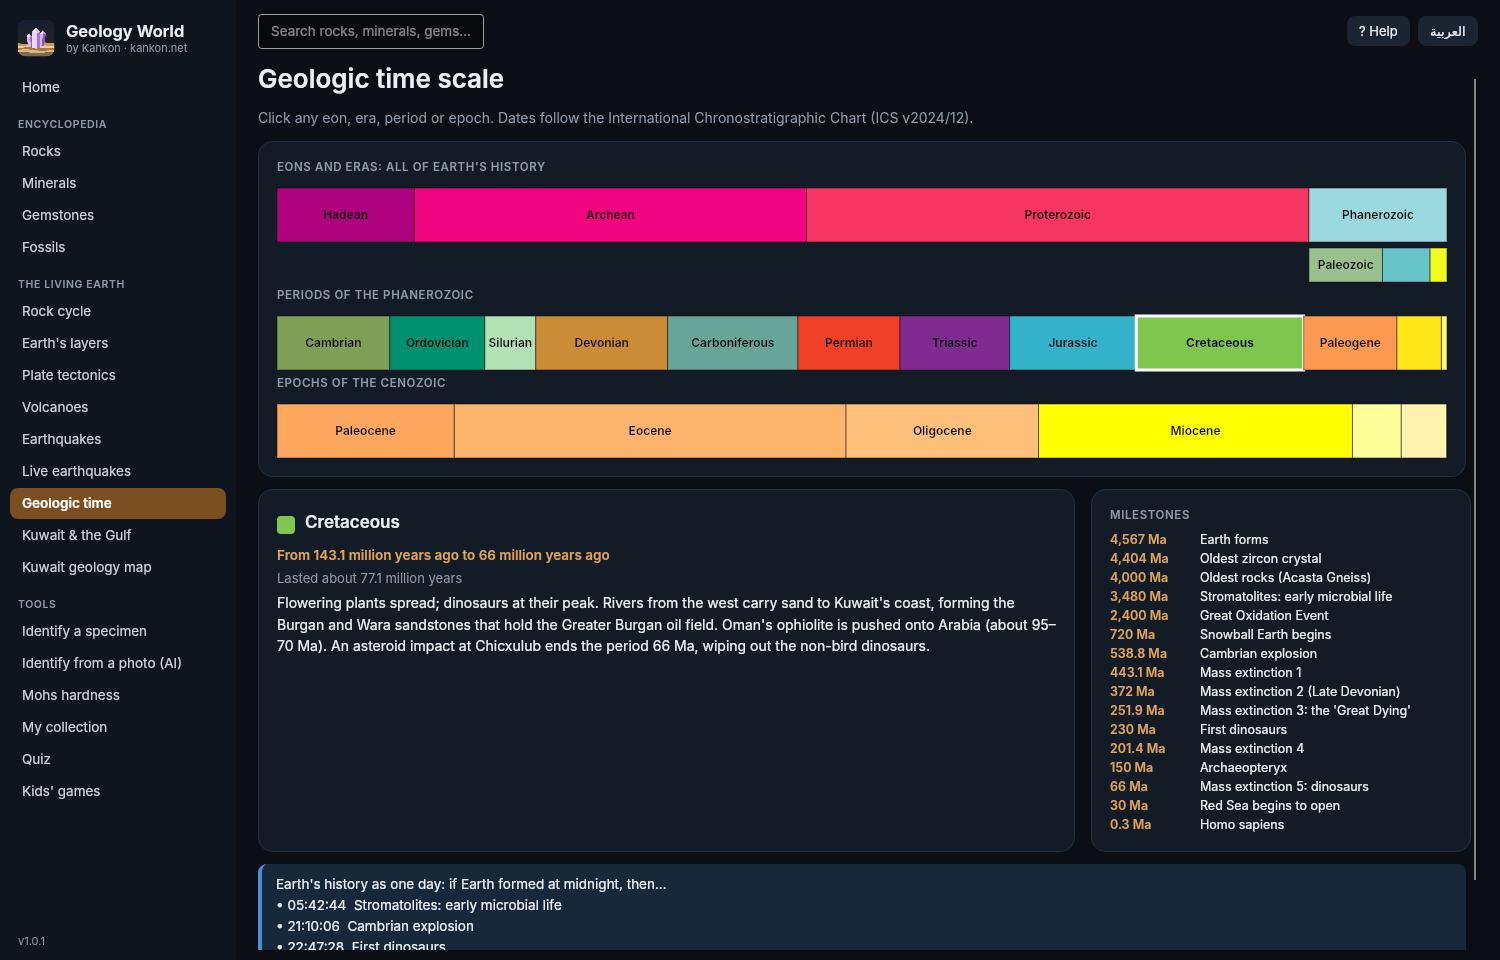 Geology World
by Kankon · kankon.net
Home
ENCYCLOPEDIA
Rocks
Minerals
Gemstones
Fossils
THE LIVING EARTH
Rock cycle
Earth's layers
Plate tectonics
Volcanoes
Earthquakes
Live earthquakes
Geologic time
Kuwait & the Gulf
Kuwait geology map
TOOLS
Identify a specimen
Identify from a photo (AI)
Mohs hardness
My collection
Quiz
Kids' games
v1.0.1
Search rocks, minerals, gems...
? Help
العربية
Geologic time scale
Click any eon, era, period or epoch. Dates follow the International Chronostratigraphic Chart (ICS v2024/12).
EONS AND ERAS: ALL OF EARTH'S HISTORY
Hadean Archean Proterozoic Phanerozoic
Paleozoic
PERIODS OF THE PHANEROZOIC
Cambrian Ordovician Silurian Devonian Carboniferous Permian Triassic Jurassic Cretaceous Paleogene
EPOCHS OF THE CENOZOIC
Paleocene Eocene Oligocene Miocene
Cretaceous
From 143.1 million years ago to 66 million years ago
Lasted about 77.1 million years
Flowering plants spread; dinosaurs at their peak. Rivers from the west carry sand to Kuwait's coast, forming the
Burgan and Wara sandstones that hold the Greater Burgan oil field. Oman's ophiolite is pushed onto Arabia (about 95–
70 Ma). An asteroid impact at Chicxulub ends the period 66 Ma, wiping out the non-bird dinosaurs.
MILESTONES
4,567 Ma Earth forms
4,404 Ma Oldest zircon crystal
4,000 Ma Oldest rocks (Acasta Gneiss)
3,480 Ma Stromatolites: early microbial life
2,400 Ma Great Oxidation Event
720 Ma Snowball Earth begins
538.8 Ma Cambrian explosion
443.1 Ma Mass extinction 1
372 Ma Mass extinction 2 (Late Devonian)
251.9 Ma Mass extinction 3: the 'Great Dying'
230 Ma First dinosaurs
201.4 Ma Mass extinction 4
150 Ma Archaeopteryx
66 Ma Mass extinction 5: dinosaurs
30 Ma Red Sea begins to open
0.3 Ma Homo sapiens
Earth's history as one day: if Earth formed at midnight, then...
• 05:42:44 Stromatolites: early microbial life
• 21:10:06 Cambrian explosion
• 22:47:28 First dinosaurs